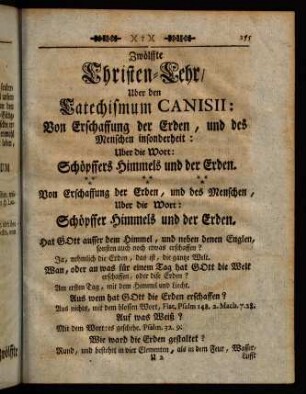 X † X 155
Zwölffte
Christen-Lehr/
Uber den
Catechismum CANISII:
Von Erschaffung der Erden, und des
Menschen insonderheit:
Uber die Wort:
Schöpffers Himmels und der Erden.
Von Erschaffung der Erden, und des Menschen,
Uber die Wort:
Schöpffer Himmels und der Erden.
Hat GOtt ausser dem Himmel, und neben denen Englen,
sonsten auch noch etwas erschaffen?
Ja, nehmlich die Erden, das ist, die gantze Welt.
Wan, oder an was für einem Tag hat GOtt die Welt
erschaffen, oder dise Erden?
Am ersten Tag, mit dem Himmel und Liecht.
Aus wem hat GOtt die Erden erschaffen?
Aus nichts, mit dem blossen Wort, Fiat, Psalm 148. 2. Mach. 7. 28.
Auf was Weiß?
Mit dem Wort: es geschehe. Psalm. 32. 9.
Wie ward die Erden gestaltet?
Rund, und bestehet in vier Elementen, als in dem Feur, Wasser,
U 2 Lufft